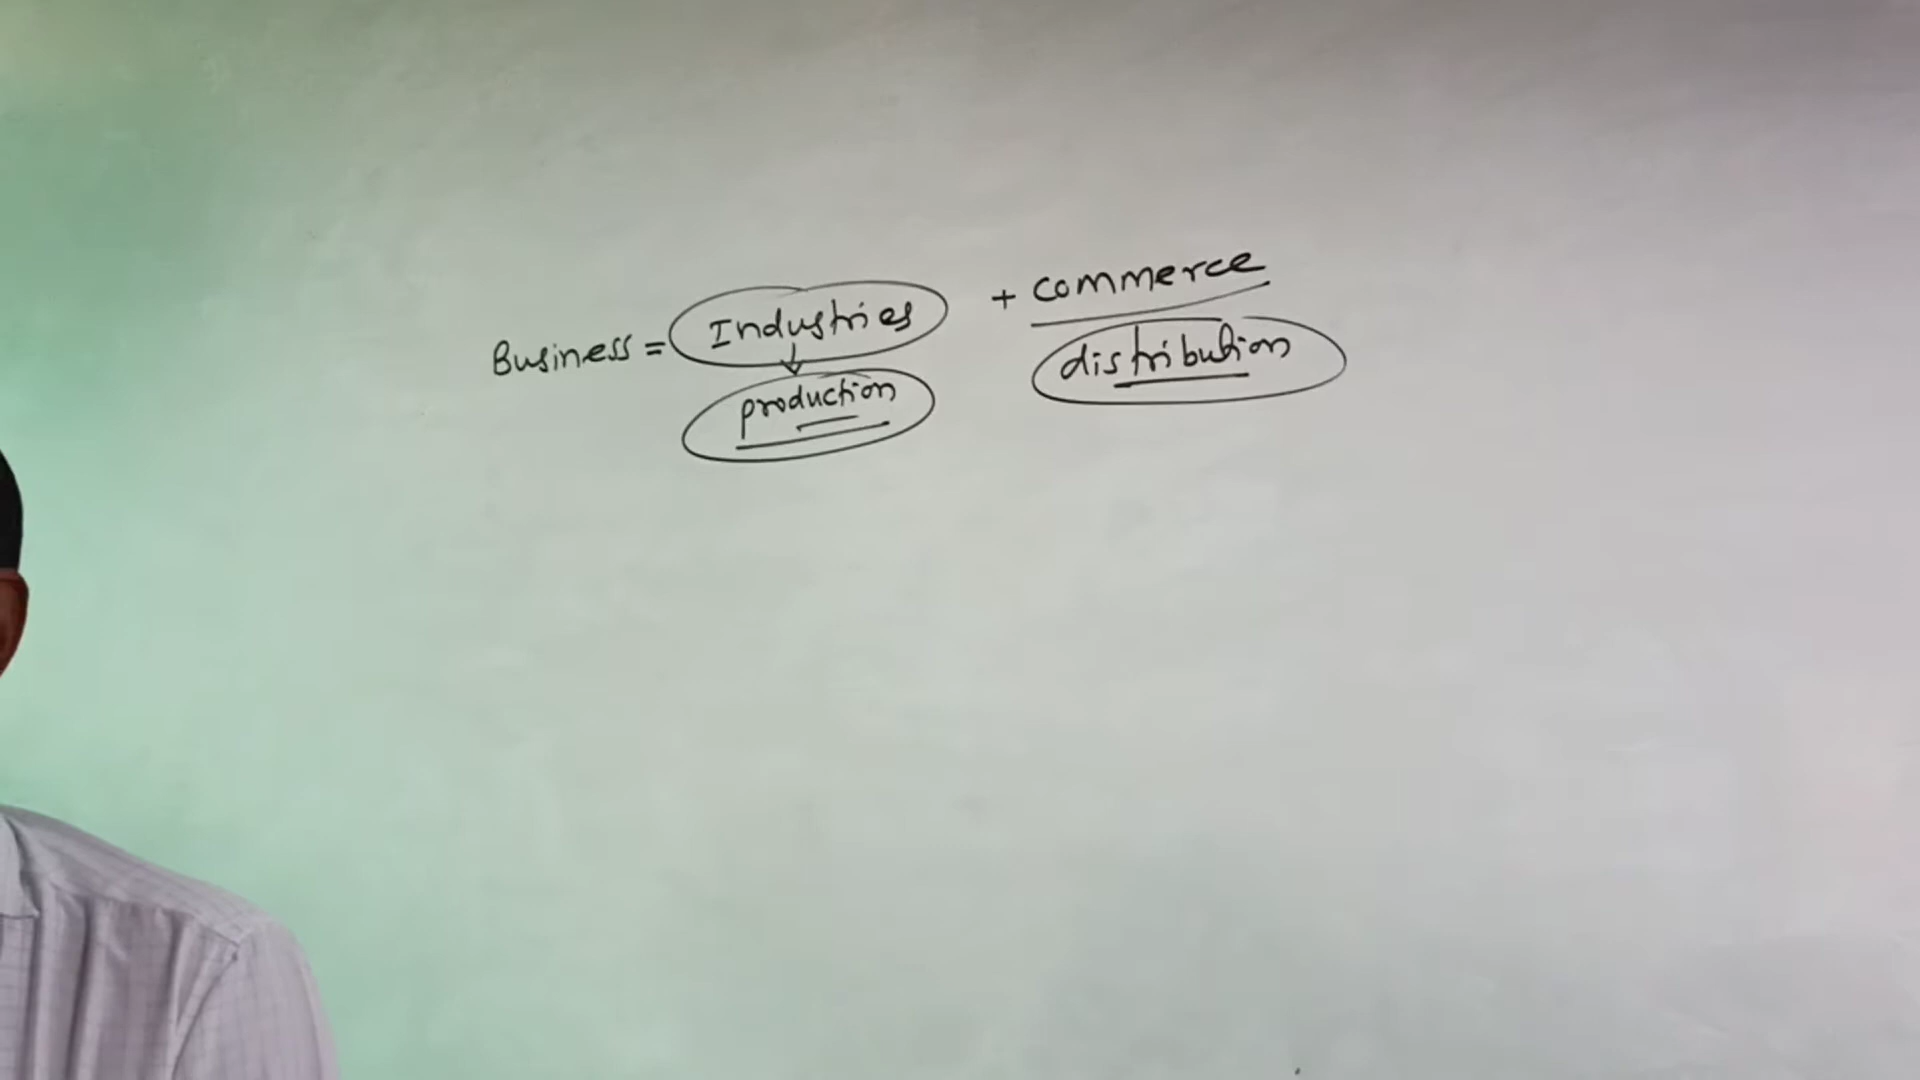 Business = Industries + commerce
production distribution